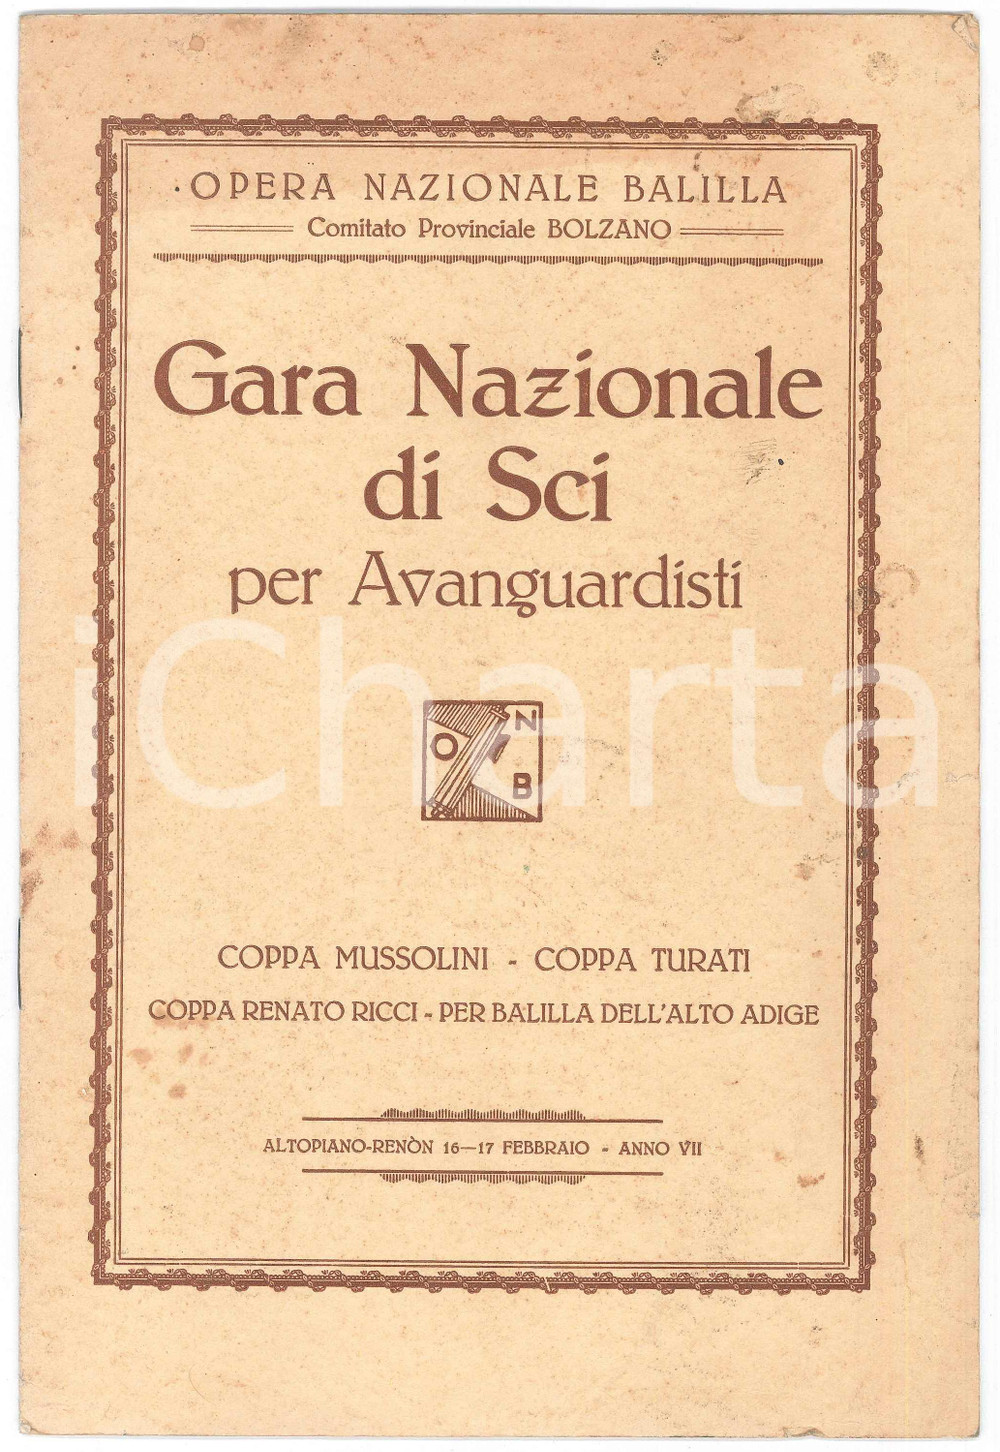 OPERA NAZIONALE BALILLA
Comitato Provinciale BOLZANO
Gara Nazionale
di Sci
per Avanguardisti
O N B
COPPA MUSSOLINI - COPPA TURATI
COPPA RENATO RICCI - PER BALILLA DELL'ALTO ADIGE
ALTOPIANO-RENÒN 16—17 FEBBRAIO - ANNO VII
iCharta